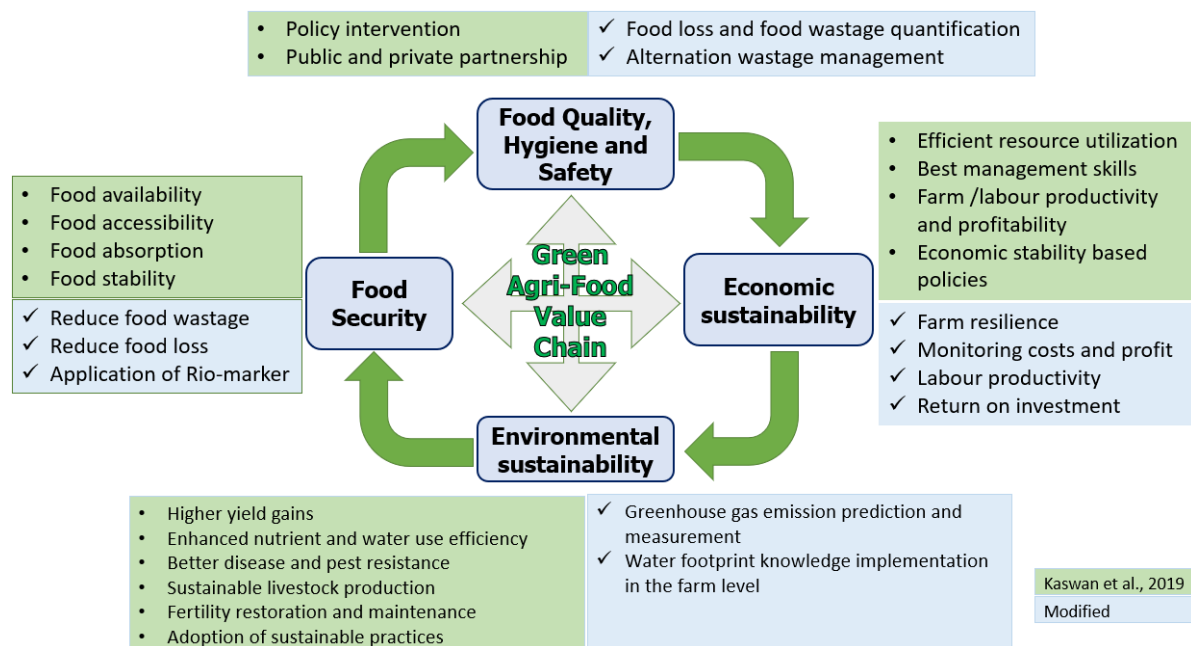 • Policy intervention
• Public and private partnership
✓ Food loss and food wastage quantification
✓ Alternation wastage management
Food Quality,
Hygiene and
Safety
• Efficient resource utilization
• Best management skills
• Farm /labour productivity
and profitability
• Economic stability based
policies
✓ Farm resilience
✓ Monitoring costs and profit
✓ Labour productivity
✓ Return on investment
• Food availability
• Food accessibility
• Food absorption
• Food stability
✓ Reduce food wastage
✓ Reduce food loss
✓ Application of Rio-marker
Food
Security
Green
Agri-Food
Value
Chain
Economic
sustainability
Environmental
sustainability
• Higher yield gains
• Enhanced nutrient and water use efficiency
• Better disease and pest resistance
• Sustainable livestock production
• Fertility restoration and maintenance
• Adoption of sustainable practices
✓ Greenhouse gas emission prediction and
measurement
✓ Water footprint knowledge implementation
in the farm level
Kaswan et al., 2019
Modified